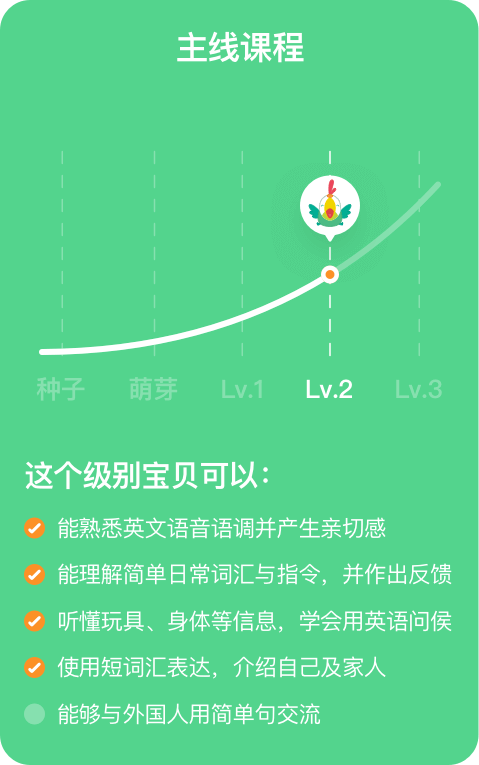 主线课程
种子 萌芽 Lv.1 Lv.2 Lv.3
这个级别宝贝可以：
能熟悉英文语音语调并产生亲切感
能理解简单日常词汇与指令，并作出反馈
听懂玩具、身体等信息，学会用英语问侯
使用短词汇表达，介绍自己及家人
能够与外国人用简单句交流